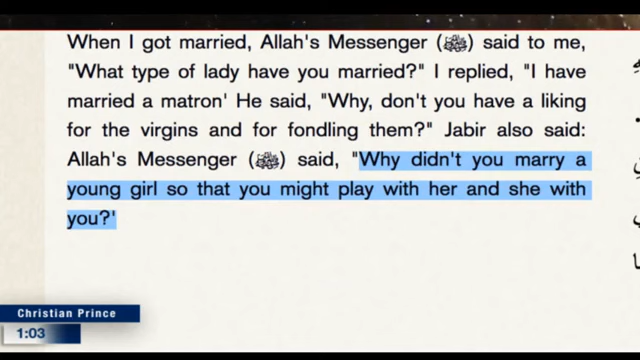 When I got married, Allah's Messenger (ﷺ) said to me,
"What type of lady have you married?" I replied, "I have
married a matron' He said, "Why, don't you have a liking
for the virgins and for fondling them?" Jabir also said:
Allah's Messenger (ﷺ) said, "Why didn't you marry a
young girl so that you might play with her and she with
you?'
Christian Prince
1:03